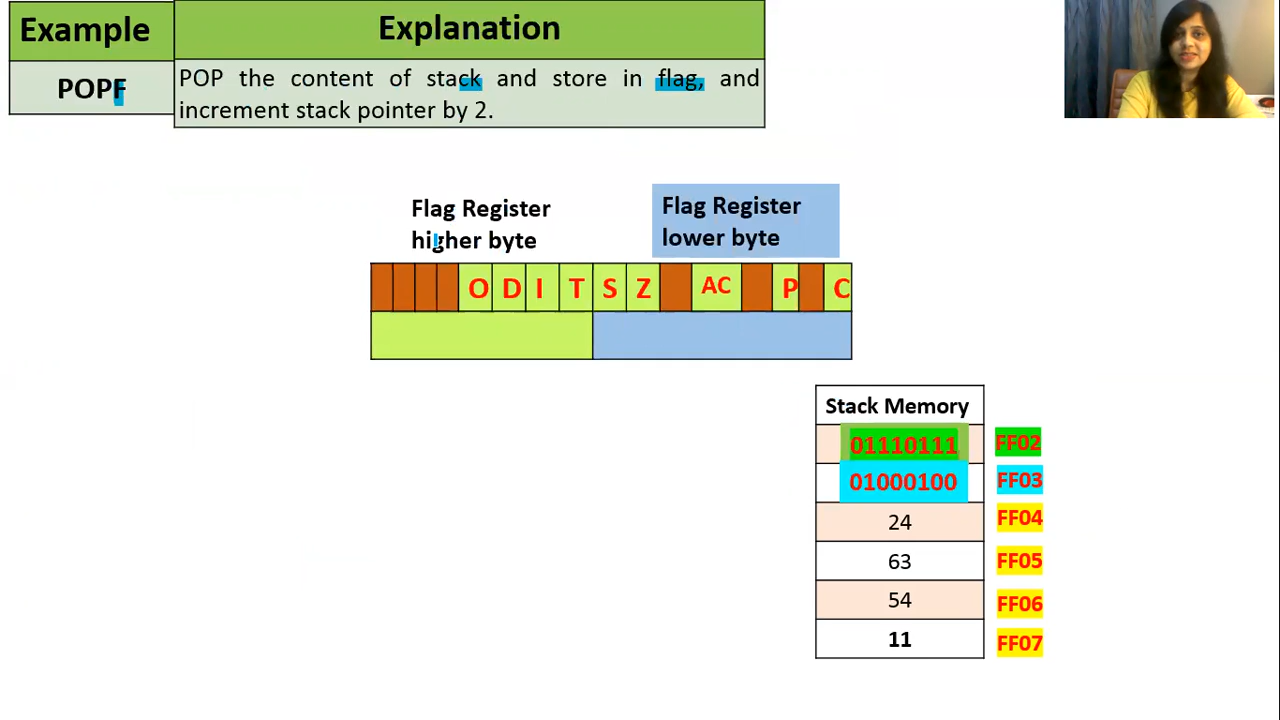 Example Explanation
POPF POP the content of stack and store in flag, and
increment stack pointer by 2.
Flag Register
higher byte
Flag Register
lower byte
O D I T S Z AC P C
Stack Memory
01110111 FF02
01000100 FF03
24 FF04
63 FF05
54 FF06
11 FF07